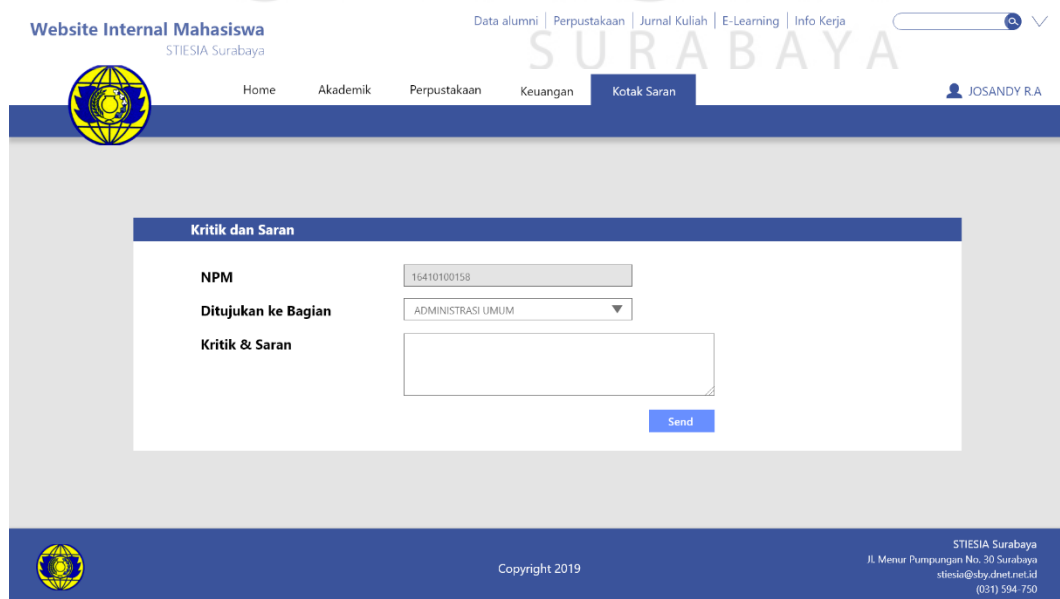 Website Internal Mahasiswa
STIESIA Surabaya
Data alumni | Perpustakaan | Jurnal Kuliah | E-Learning | Info Kerja
SURABAYA
Home Akademik Perpustakaan Keuangan Kotak Saran
JOSANDY R.A
Kritik dan Saran
NPM 16410100158
Ditujukan ke Bagian ADMINISTRASI UMUM
Kritik & Saran
Send
Copyright 2019
STIESIA Surabaya
Jl. Menur Pumpungan No. 30 Surabaya
stiesia@sby.dnet.net.id
(031) 594-750